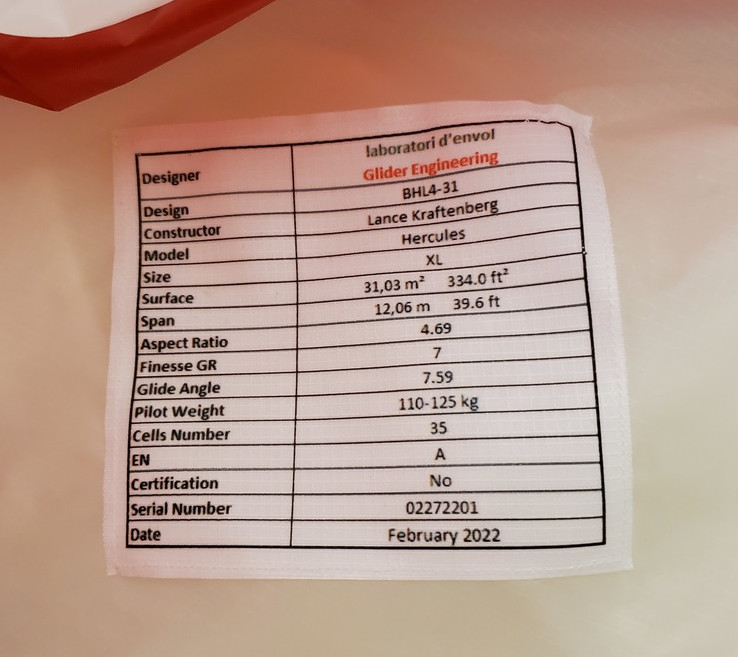 Designer laboratori d'envol
Glider Engineering
Design BHL4-31
Constructor Lance Kraftenberg
Model Hercules
Size XL
Surface 31,03 m² 334.0 ft²
Span 12,06 m 39.6 ft
Aspect Ratio 4.69
Finesse GR 7
Glide Angle 7.59
Pilot Weight 110-125 kg
Cells Number 35
EN A
Certification No
Serial Number 02272201
Date February 2022